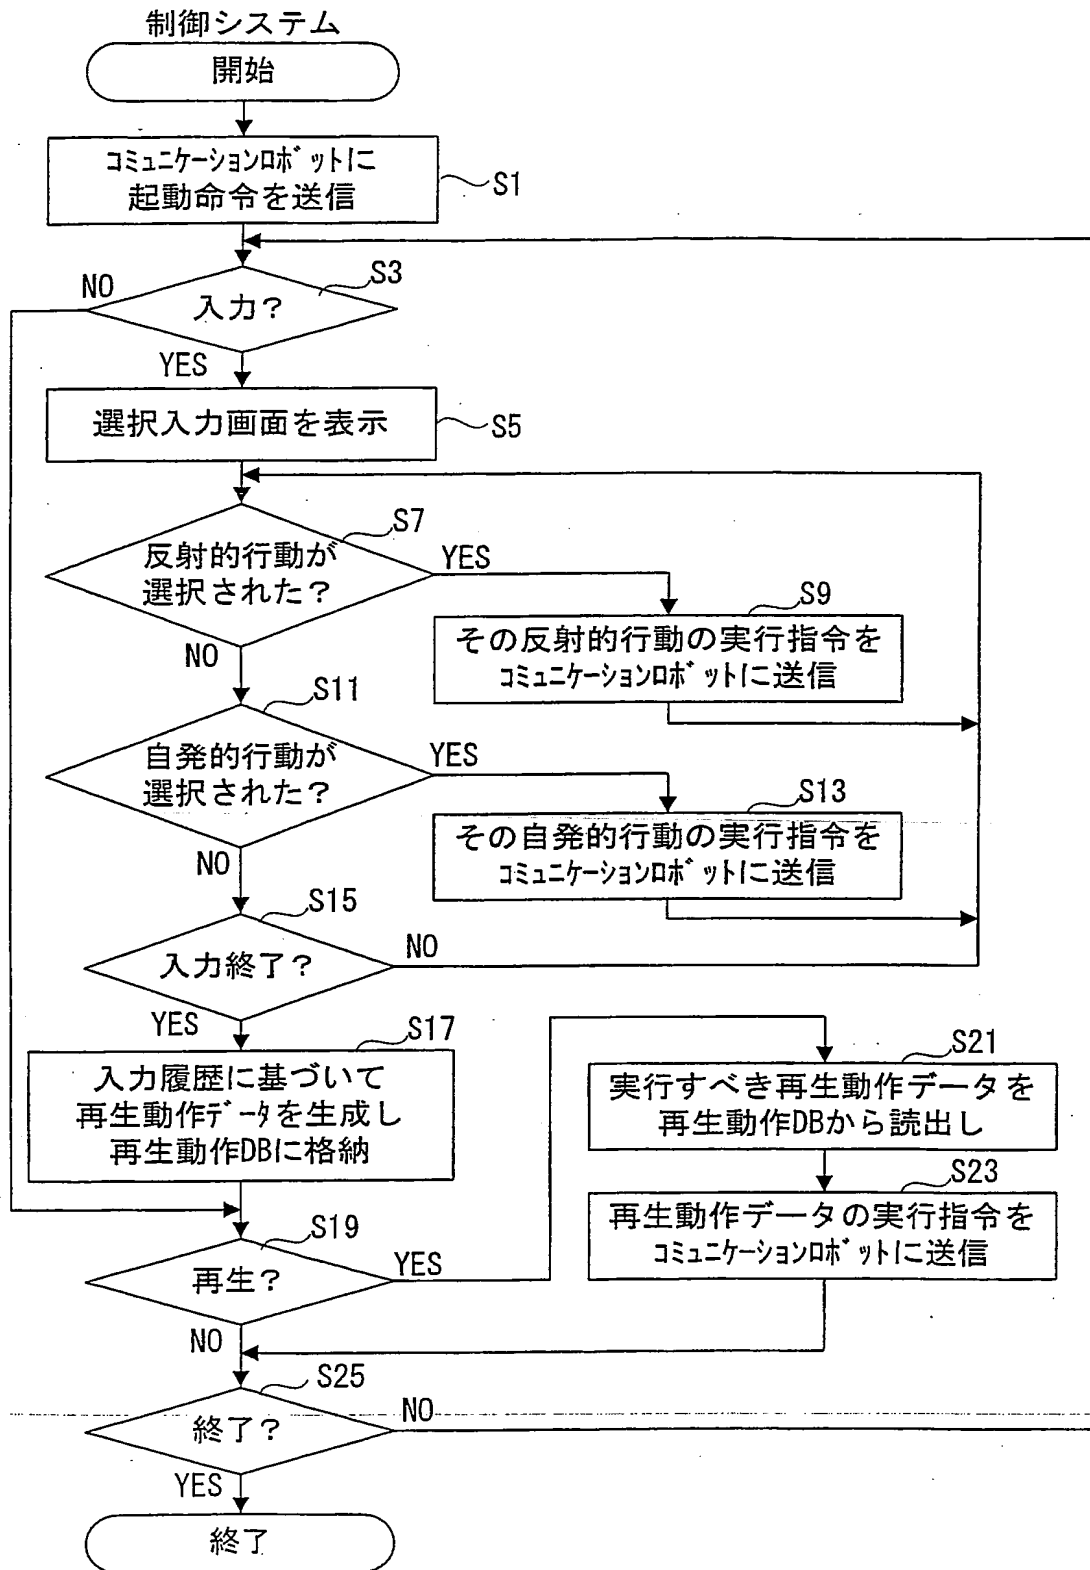 制御システム
開始
コミュニケーションロボットに
起動命令を送信
S1
S3
NO
入力？
YES
選択入力画面を表示
S5
S7
反射的行動が
選択された？
YES
S9
その反射的行動の実行指令を
コミュニケーションロボットに送信
NO
S11
自発的行動が
選択された？
YES
S13
その自発的行動の実行指令を
コミュニケーションロボットに送信
NO
S15
入力終了？
NO
YES
S17
入力履歴に基づいて
再生動作データを生成し
再生動作DBに格納
S21
実行すべき再生動作データを
再生動作DBから読出し
S23
再生動作データの実行指令を
コミュニケーションロボットに送信
S19
再生？
YES
NO
S25
終了？
NO
YES
終了